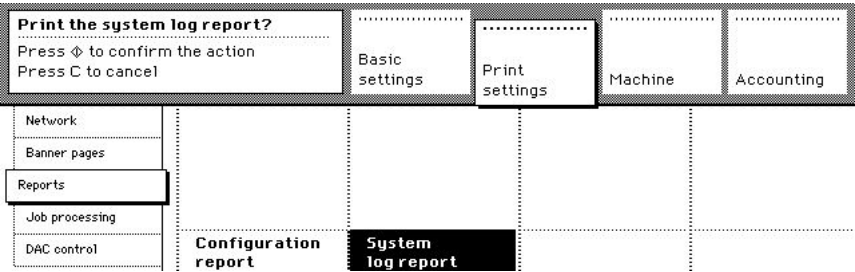 Print the system log report?
Press ⎆ to confirm the action
Press C to cancel
Basic
settings
Print
settings
Machine
Accounting
Network
Banner pages
Reports
Job processing
DAC control
Configuration
report
System
log report